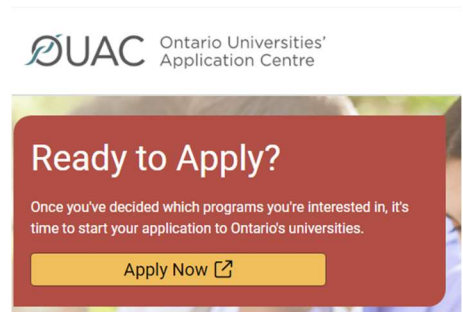 OUAC
Ontario Universities'
Application Centre
Ready to Apply?
Once you've decided which programs you're interested in, it's
time to start your application to Ontario's universities.
Apply Now